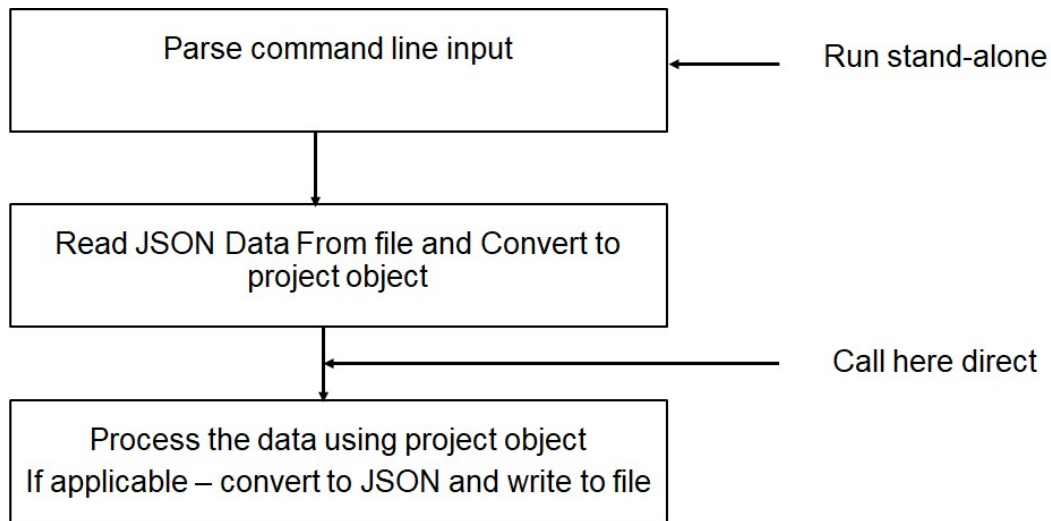 Parse command line input
Run stand-alone
Read JSON Data From file and Convert to
project object
Call here direct
Process the data using project object
If applicable – convert to JSON and write to file